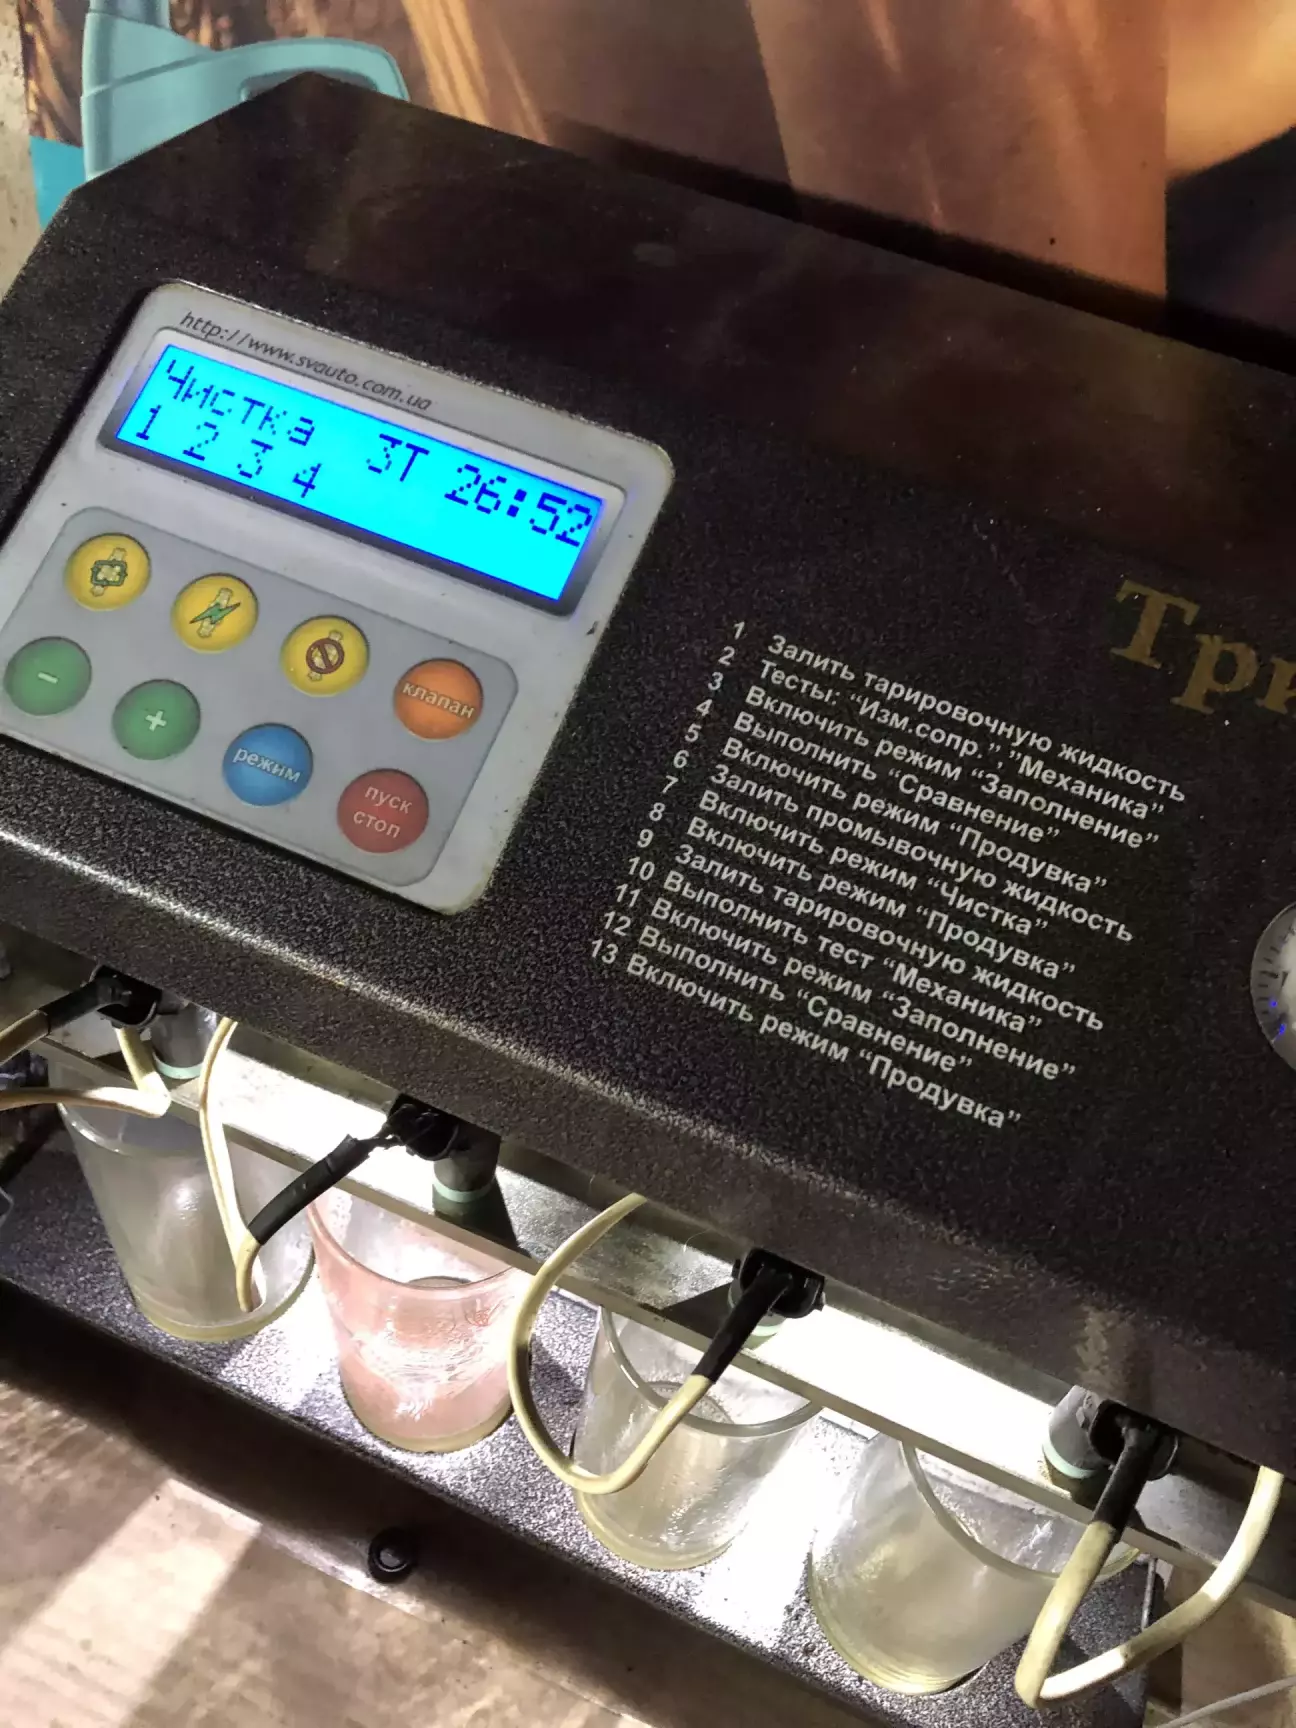 http://www.svauto.com.ua
Чистка 3Т 26:52
1 2 3 4
клапан
- + режим
пуск
стоп
Три
1 Залить тарировочную жидкость
2 Тесты: “Изм.сопр.”,”Механика”
3 Включить режим “Заполнение”
4 Выполнить “Сравнение”
5 Включить режим “Продувка”
6 Залить промывочную жидкость
7 Включить режим “Чистка”
8 Включить режим “Продувка”
9 Залить тарировочную жидкость
10 Выполнить тест “Механика”
11 Включить режим “Заполнение”
12 Выполнить “Сравнение”
13 Включить режим “Продувка”